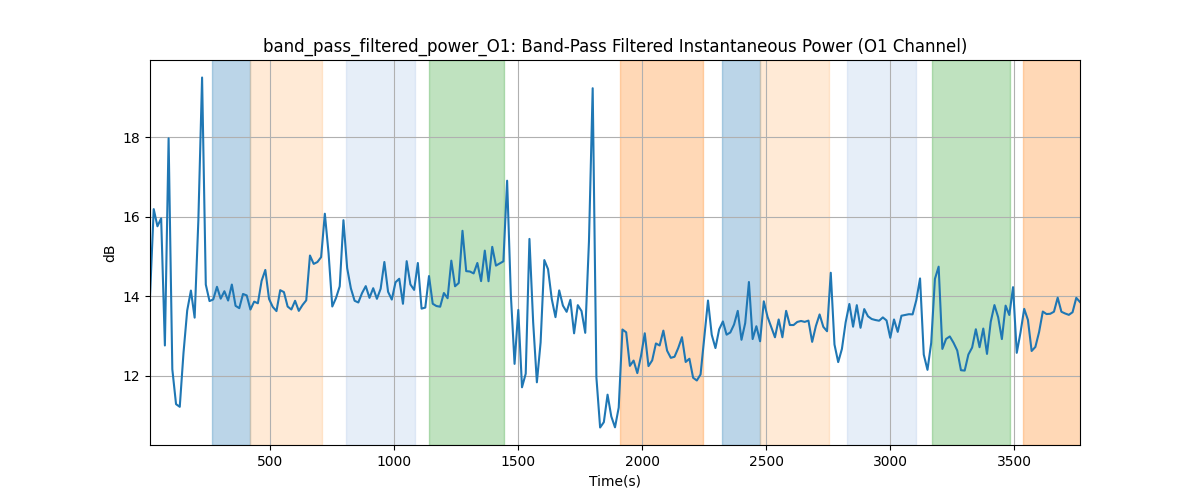 band_pass_filtered_power_O1: Band-Pass Filtered Instantaneous Power (O1 Channel)
dB
18
16
14
12
500 1000 1500 2000 2500 3000 3500
Time(s)